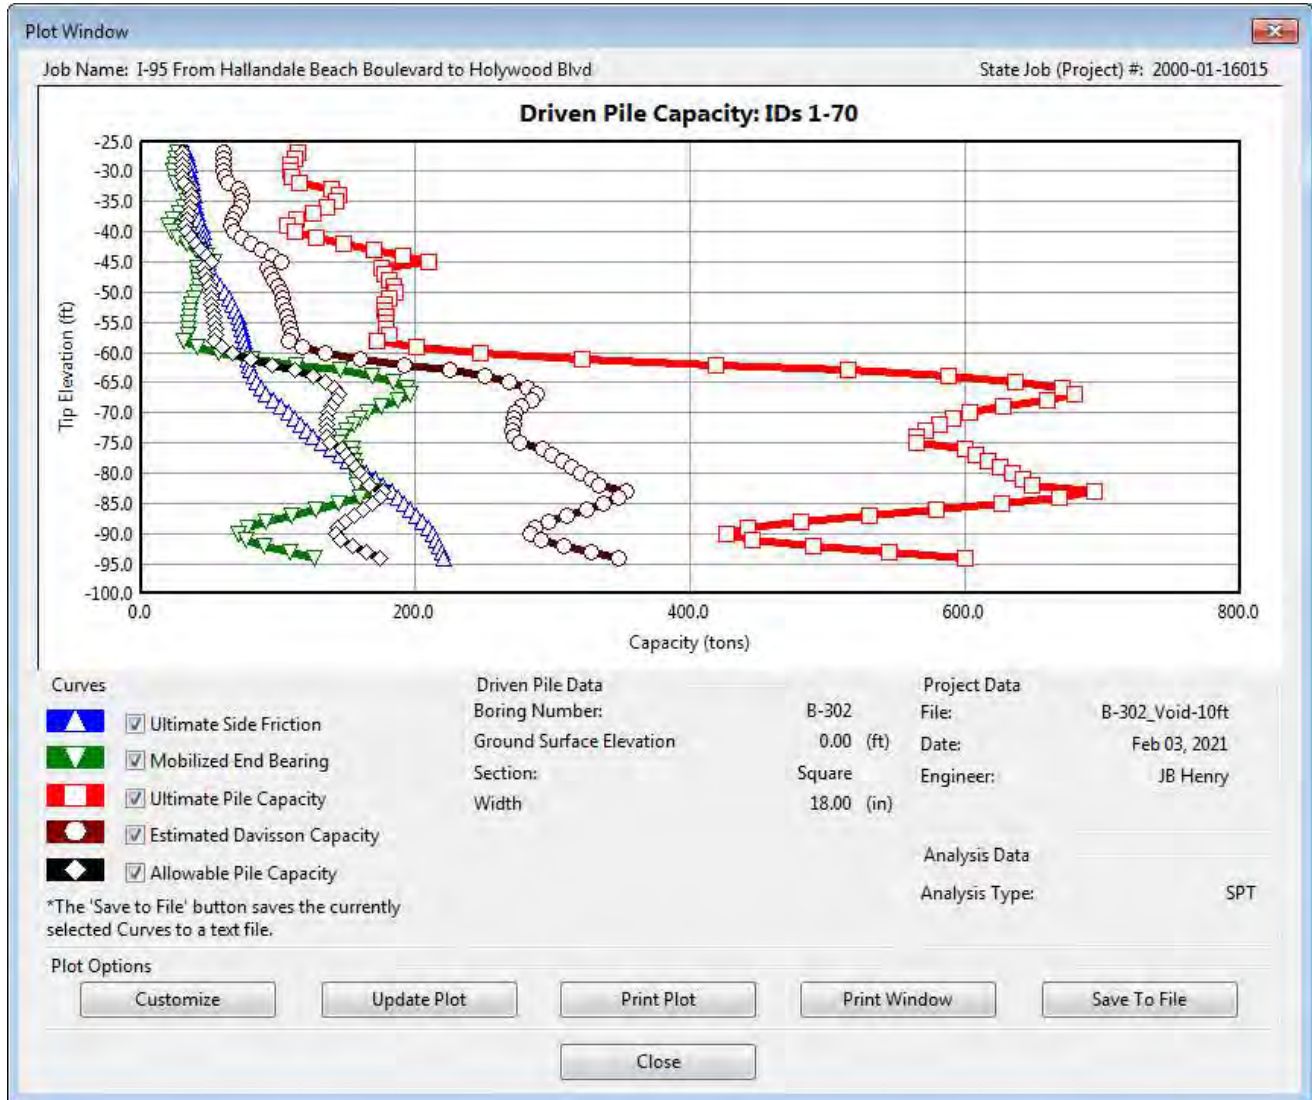 Plot Window
Job Name: I-95 From Hallandale Beach Boulevard to Holywood Blvd State Job (Project) #: 2000-01-16015
Driven Pile Capacity: IDs 1-70
-25.0
-30.0
-35.0
-40.0
-45.0
-50.0
-55.0
-60.0
-65.0
-70.0
-75.0
-80.0
-85.0
-90.0
-95.0
-100.0
Tip Elevation (ft)
0.0 200.0 400.0 600.0 800.0
Capacity (tons)
Curves
Ultimate Side Friction
Mobilized End Bearing
Ultimate Pile Capacity
Estimated Davisson Capacity
Allowable Pile Capacity
*The 'Save to File' button saves the currently
selected Curves to a text file.
Driven Pile Data
Boring Number: B-302
Ground Surface Elevation 0.00 (ft)
Section: Square
Width 18.00 (in)
Project Data
File: B-302_Void-10ft
Date: Feb 03, 2021
Engineer: JB Henry
Analysis Data
Analysis Type: SPT
Plot Options
Customize Update Plot Print Plot Print Window Save To File
Close